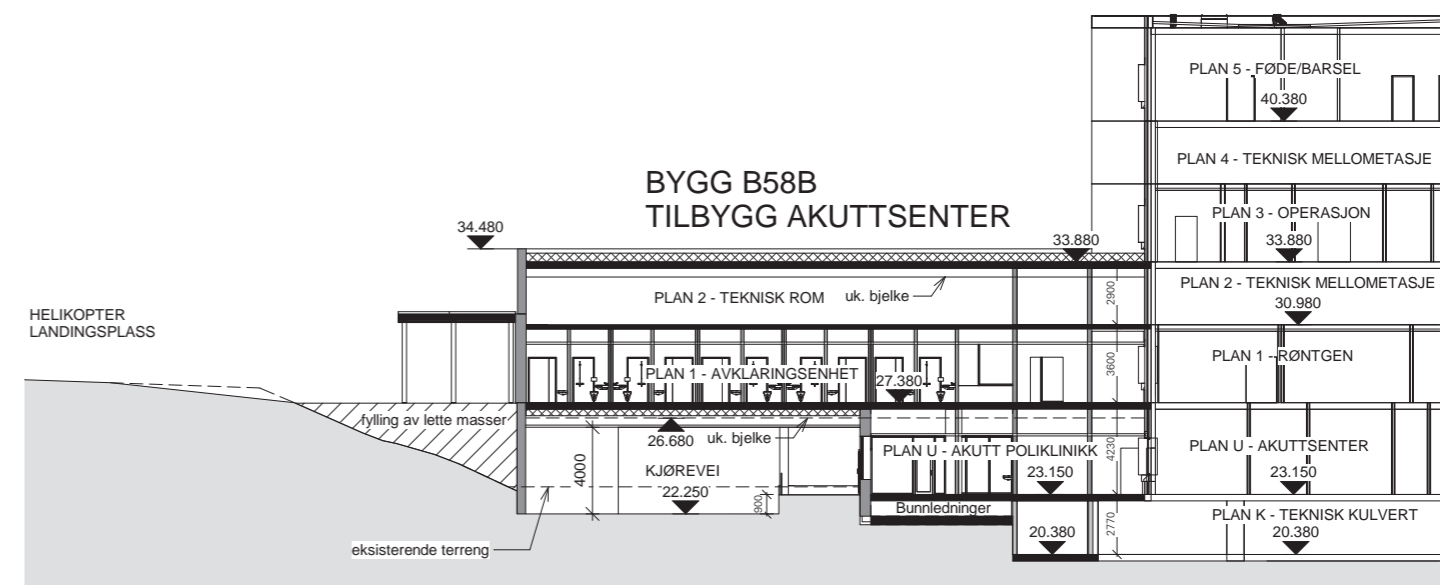 PLAN 5 - FØDE/BARSEL
40.380
PLAN 4 - TEKNISK MELLOMETASJE
BYGG B58B
TILBYGG AKUTTSENTER
PLAN 3 - OPERASJON
34.480
33.880
33.880
PLAN 2 - TEKNISK ROM
uk. bjelke
2900
PLAN 2 - TEKNISK MELLOMETASJE
30.980
HELIKOPTER
LANDINGSPLASS
PLAN 1 - AVKLARINGSENHET
27.380
3600
PLAN 1 - RØNTGEN
fylling av lette masser
26.680
uk. bjelke
4000
KJØREVEI
22.250
900
PLAN U - AKUTT POLIKLINIKK
23.150
4230
PLAN U - AKUTTSENTER
23.150
Bunnledninger
eksisterende terreng
20.380
2770
PLAN K - TEKNISK KULVERT
20.380